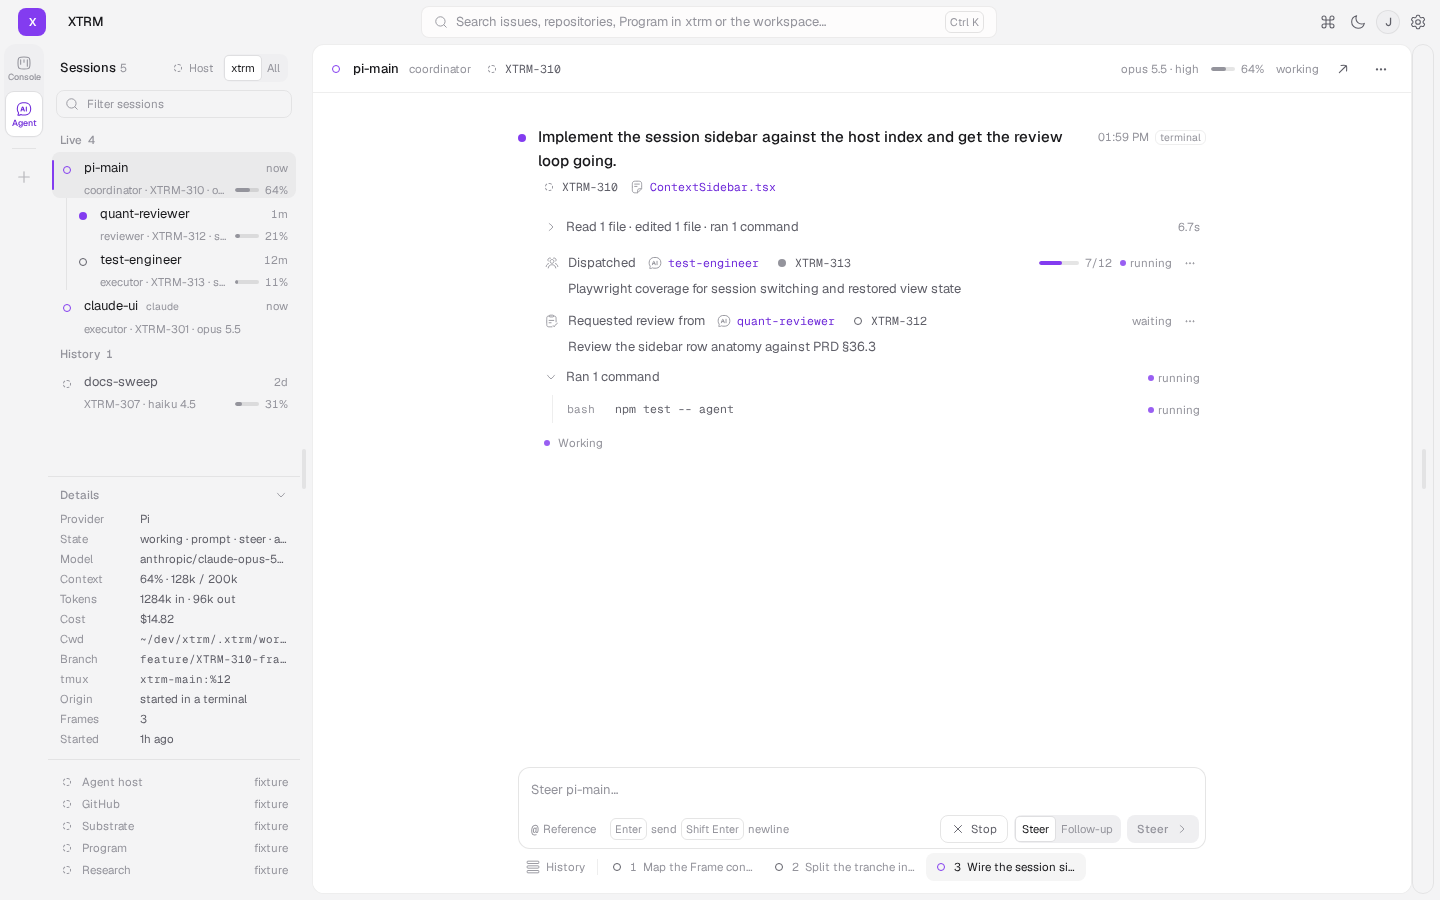 X XTRM
Search issues, repositories, Program in xtrm or the workspace...
Ctrl K
J
Console
AI
Agent
Sessions 5
Host xtrm All
Filter sessions
Live 4
pi-main now
coordinator · XTRM-310 · o... 64%
quant-reviewer 1m
reviewer · XTRM-312 · s... 21%
test-engineer 12m
executor · XTRM-313 · s... 11%
claude-ui claude now
executor · XTRM-301 · opus 5.5
History 1
docs-sweep 2d
XTRM-307 · haiku 4.5 31%
Details
Provider Pi
State working · prompt · steer · a...
Model anthropic/claude-opus-5...
Context 64% · 128k / 200k
Tokens 1284k in · 96k out
Cost $14.82
Cwd ~/dev/xtrm/.xtrm/wor...
Branch feature/XTRM-310-fra...
tmux xtrm-main:%12
Origin started in a terminal
Frames 3
Started 1h ago
Agent host fixture
GitHub fixture
Substrate fixture
Program fixture
Research fixture
pi-main coordinator XTRM-310 opus 5.5 · high 64% working
Implement the session sidebar against the host index and get the review
loop going.
01:59 PM terminal
XTRM-310 ContextSidebar.tsx
Read 1 file · edited 1 file · ran 1 command 6.7s
Dispatched AI test-engineer XTRM-313 7/12 running
Playwright coverage for session switching and restored view state
Requested review from AI quant-reviewer XTRM-312 waiting
Review the sidebar row anatomy against PRD §36.3
Ran 1 command running
bash npm test -- agent running
Working
Steer pi-main...
@ Reference Enter send Shift Enter newline Stop Steer Follow-up Steer
History 1 Map the Frame con... 2 Split the tranche in... 3 Wire the session si...